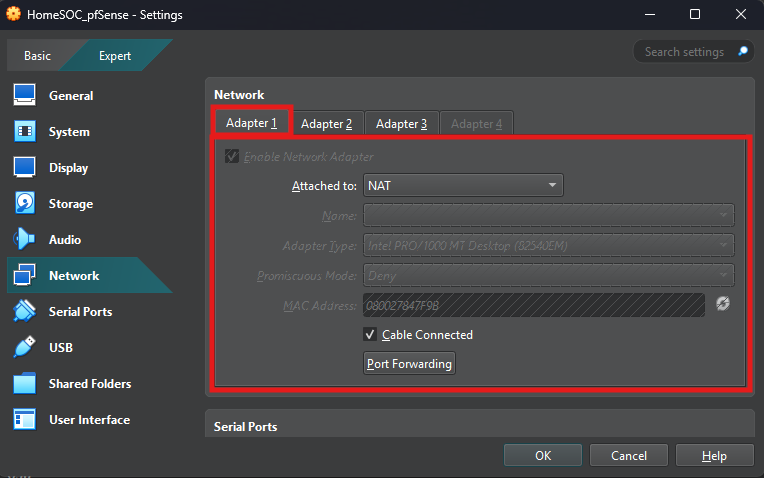 HomeSOC_pfSense - Settings
Basic
Expert
Search settings
General
System
Display
Storage
Audio
Network
Serial Ports
USB
Shared Folders
User Interface
Network
Adapter 1
Adapter 2
Adapter 3
Adapter 4
Enable Network Adapter
Attached to: NAT
Name:
Adapter Type: Intel PRO/1000 MT Desktop (82540EM)
Promiscuous Mode: Deny
MAC Address: 080027847F9B
Cable Connected
Port Forwarding
Serial Ports
OK
Cancel
Help